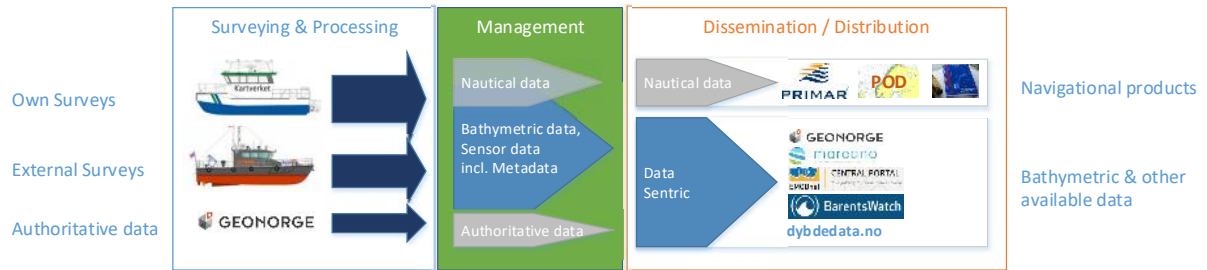 Surveying & Processing
Management
Dissemination / Distribution
Own Surveys
External Surveys
Authoritative data
Kartverket
GEONORGE
Nautical data
Bathymetric data,
Sensor data
incl. Metadata
Authoritative data
Nautical data
PRIMAR
POD
Data
Sentric
GEONORGE
mareano
EMODnet
CENTRAL PORTAL
BarentsWatch
dybdedata.no
Navigational products
Bathymetric & other
available data